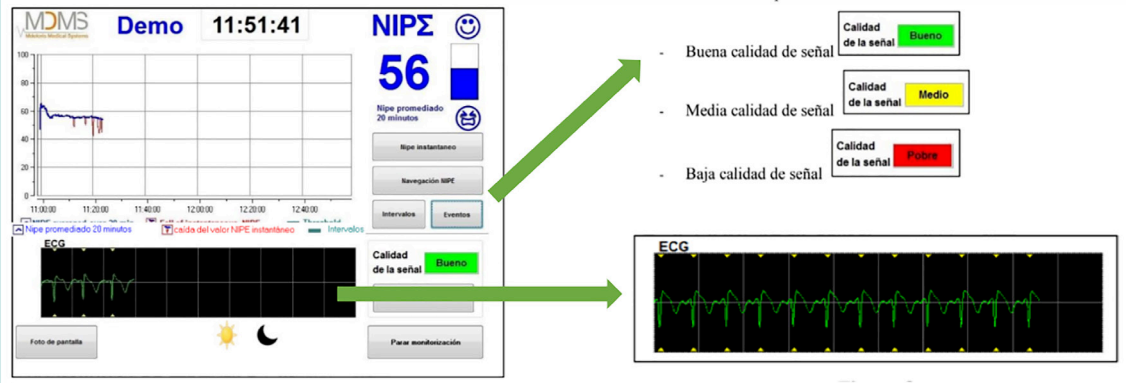 MDMS
Mdoloris Medical Systems
Demo
11:51:41
NIPΣ
100
80
60
40
20
0
11:00:00 11:20:00 11:40:00 12:00:00 12:20:00 12:40:00
56
Nipe promediado
20 minutos
Nipe instantaneo
Navegación NIPE
Intervalos
Eventos
Nipe promediado 20 minutos
caída del valor NIPE instantáneo
Intervelos
ECG
Calidad
de la señal
Bueno
Foto de pantalla
Parar monitorización
- Buena calidad de señal
Calidad
de la señal
Bueno
- Media calidad de señal
Calidad
de la señal
Medio
- Baja calidad de señal
Calidad
de la señal
Pobre
ECG